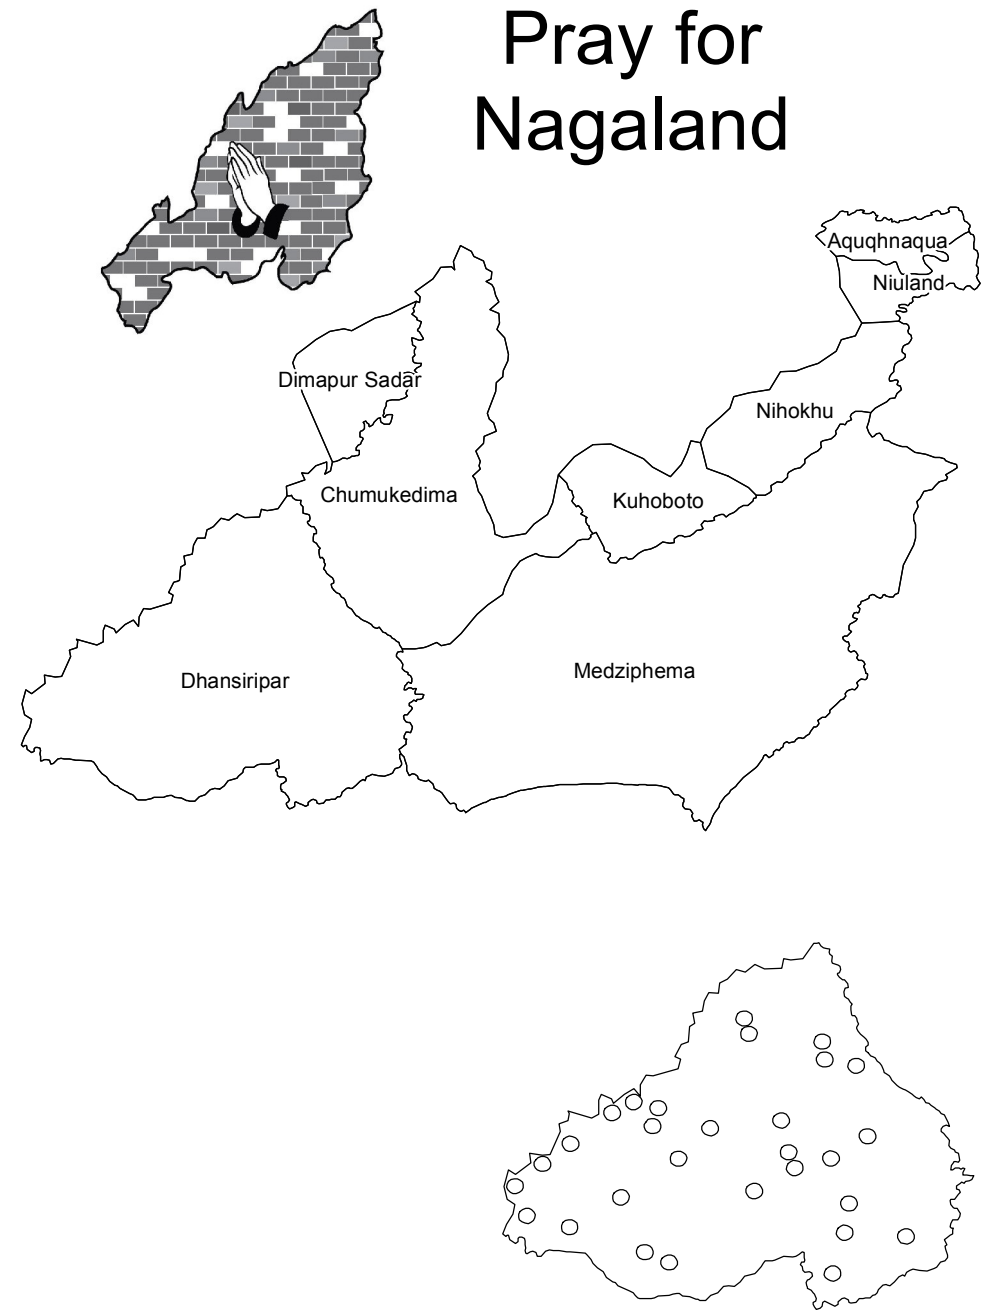 Pray for
Nagaland
Aquqhnaqua
Niuland
Dimapur Sadar
Nihokhu
Chumukedima
Kuhoboto
Medziphema
Dhansiripar